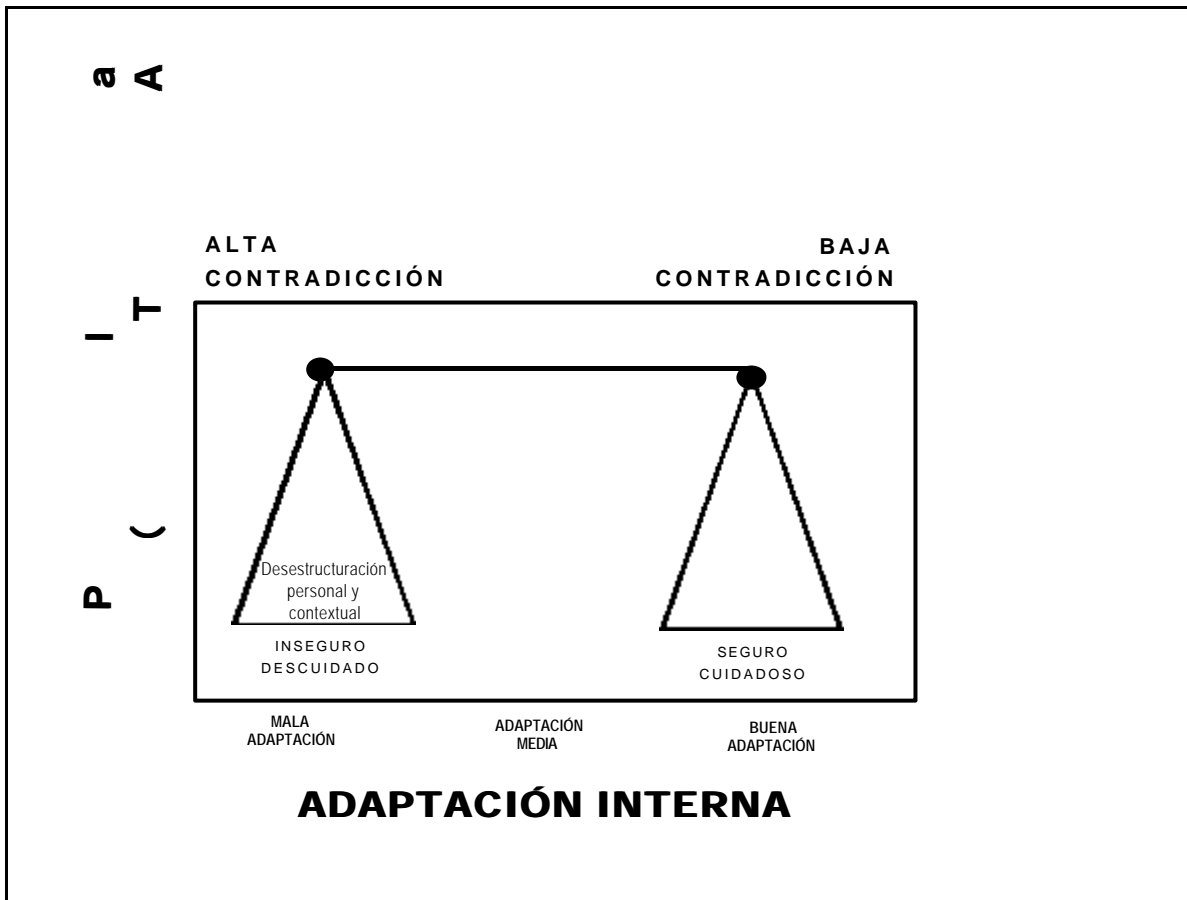 a
A
ALTA
CONTRADICCIÓN
BAJA
CONTRADICCIÓN
T
I
(
P
Desestructuración
personal y
contextual
INSEGURO
DESCUIDADO
SEGURO
CUIDADOSO
MALA
ADAPTACIÓN
ADAPTACIÓN
MEDIA
BUENA
ADAPTACIÓN
ADAPTACIÓN INTERNA